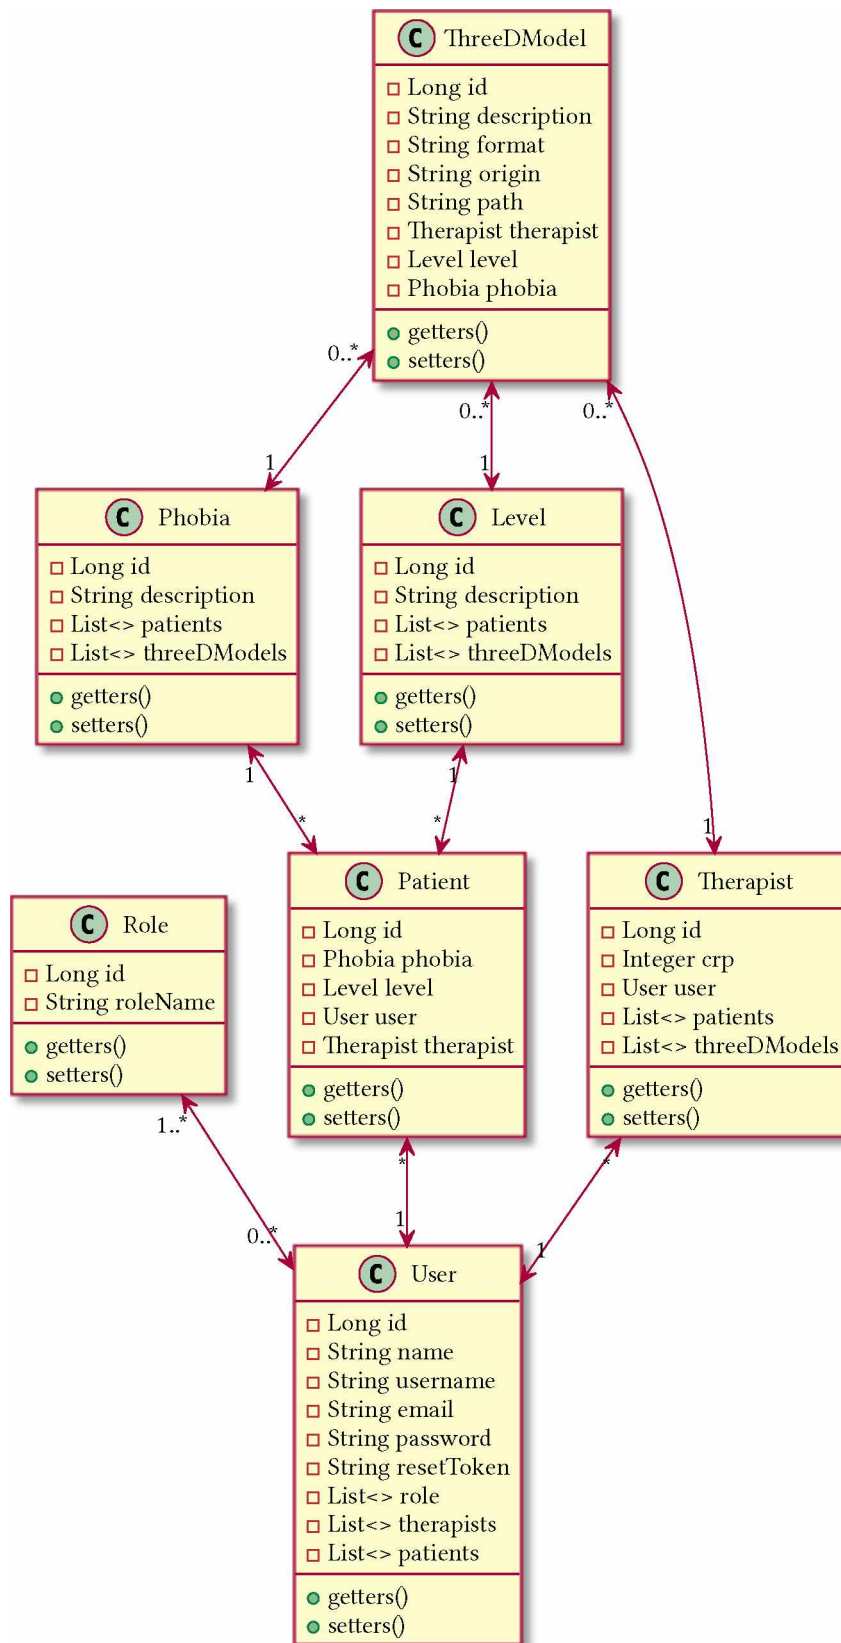 C ThreeDModel
Long id
String description
String format
String origin
String path
Therapist therapist
Level level
Phobia phobia
getters()
setters()
0..*
0..*
0..*
1
1
C Phobia
Long id
String description
List<> patients
List<> threeDModels
getters()
setters()
C Level
Long id
String description
List<> patients
List<> threeDModels
getters()
setters()
1
1
*
*
1
C Role
Long id
String roleName
getters()
setters()
C Patient
Long id
Phobia phobia
Level level
User user
Therapist therapist
getters()
setters()
C Therapist
Long id
Integer crp
User user
List<> patients
List<> threeDModels
getters()
setters()
1..*
*
*
0..*
1
1
C User
Long id
String name
String username
String email
String password
String resetToken
List<> role
List<> therapists
List<> patients
getters()
setters()